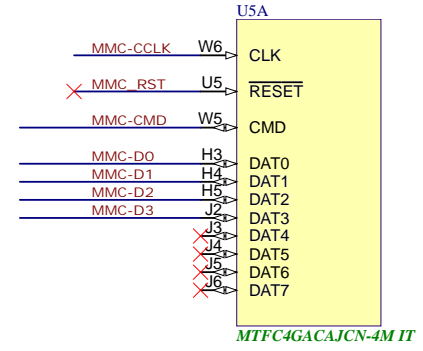 U5A
MMC-CCLK W6 CLK
MMC_RST U5 RESET
MMC-CMD W5 CMD
MMC-D0 H3 DAT0
MMC-D1 H4 DAT1
MMC-D2 H5 DAT2
MMC-D3 J2 DAT3
J3 DAT4
J4 DAT5
J5 DAT6
J6 DAT7
MTFC4GACAJCN-4M IT